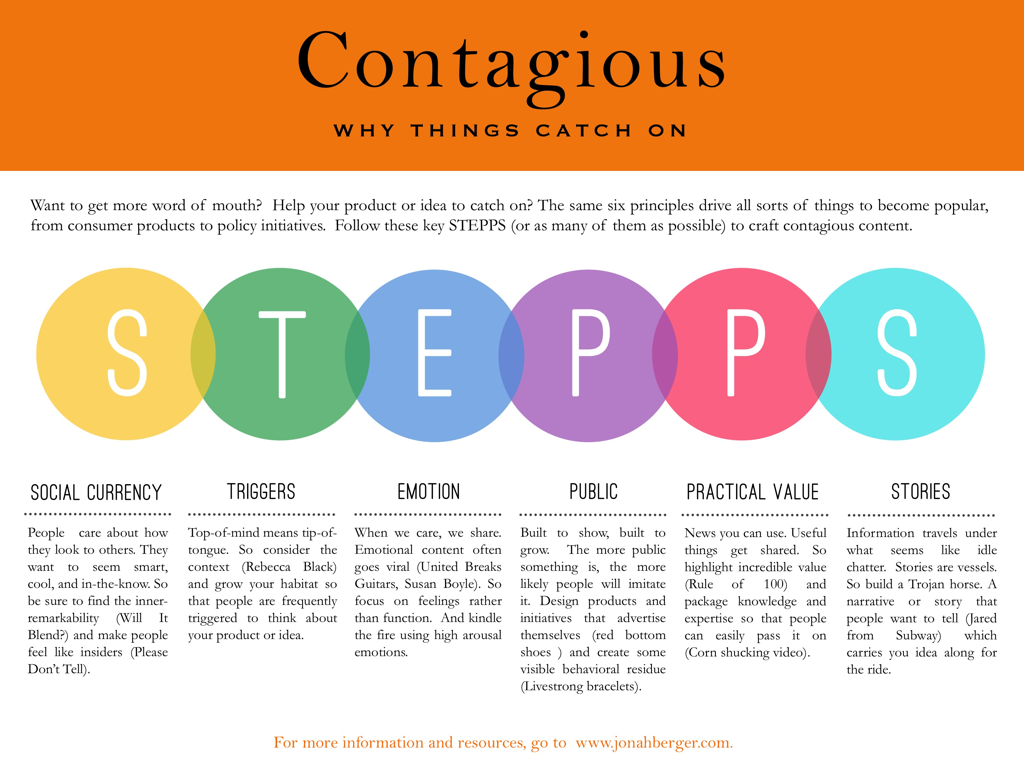 Contagious
WHY THINGS CATCH ON
Want to get more word of mouth? Help your product or idea to catch on? The same six principles drive all sorts of things to become popular,
from consumer products to policy initiatives. Follow these key STEPPS (or as many of them as possible) to craft contagious content.
S T E P P S
SOCIAL CURRENCY
People care about how
they look to others. They
want to seem smart,
cool, and in-the-know. So
be sure to find the inner-
remarkability (Will It
Blend?) and make people
feel like insiders (Please
Don't Tell).
TRIGGERS
Top-of-mind means tip-of-
tongue. So consider the
context (Rebecca Black)
and grow your habitat so
that people are frequently
triggered to think about
your product or idea.
EMOTION
When we care, we share.
Emotional content often
goes viral (United Breaks
Guitars, Susan Boyle). So
focus on feelings rather
than function. And kindle
the fire using high arousal
emotions.
PUBLIC
Built to show, built to
grow. The more public
something is, the more
likely people will imitate
it. Design products and
initiatives that advertise
themselves (red bottom
shoes ) and create some
visible behavioral residue
(Livestrong bracelets).
PRACTICAL VALUE
News you can use. Useful
things get shared. So
highlight incredible value
(Rule of 100) and
package knowledge and
expertise so that people
can easily pass it on
(Corn shucking video).
STORIES
Information travels under
what seems like idle
chatter. Stories are vessels.
So build a Trojan horse. A
narrative or story that
people want to tell (Jared
from Subway) which
carries you idea along for
the ride.
For more information and resources, go to www.jonahberger.com.